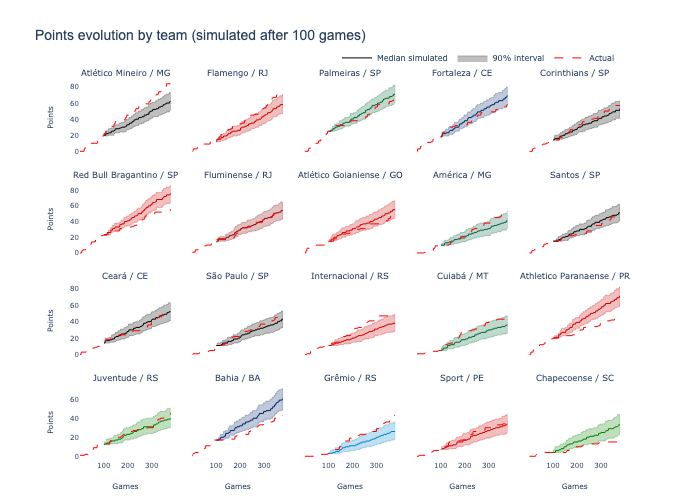 Points evolution by team (simulated after 100 games)
Median simulated 90% interval Actual
Atlético Mineiro / MG Flamengo / RJ Palmeiras / SP Fortaleza / CE Corinthians / SP
80
60
40
20
0
Points
Red Bull Bragantino / SP Fluminense / RJ Atlético Goianiense / GO América / MG Santos / SP
80
60
40
20
0
Points
Ceará / CE São Paulo / SP Internacional / RS Cuiabá / MT Athletico Paranaense / PR
80
60
40
20
0
Points
Juventude / RS Bahia / BA Grêmio / RS Sport / PE Chapecoense / SC
60
40
20
0
Points
100 200 300 100 200 300 100 200 300 100 200 300 100 200 300
Games Games Games Games Games